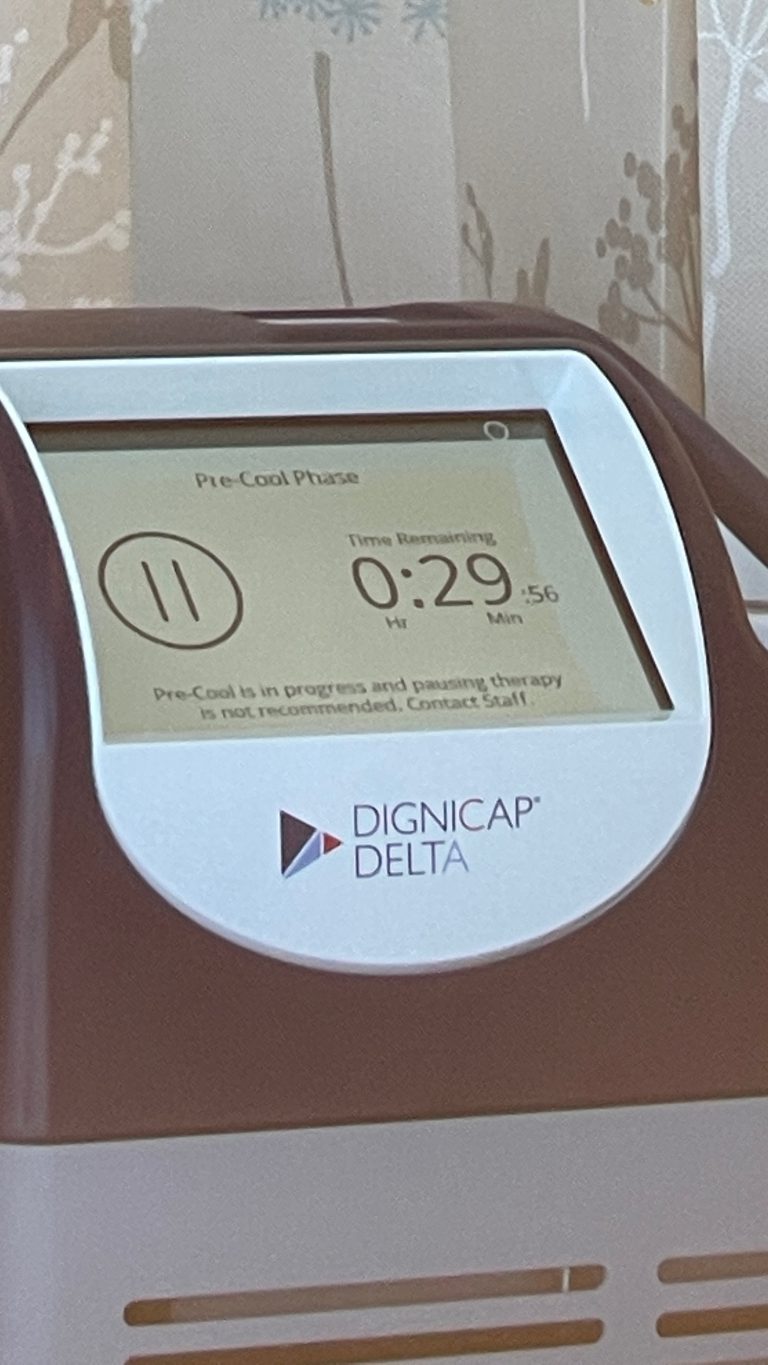 Pre-Cool Phase
Time Remaining
0:29 :56
Hr Min
Pre-Cool is in progress and pausing therapy
is not recommended. Contact Staff.
DIGNICAP®
DELTA